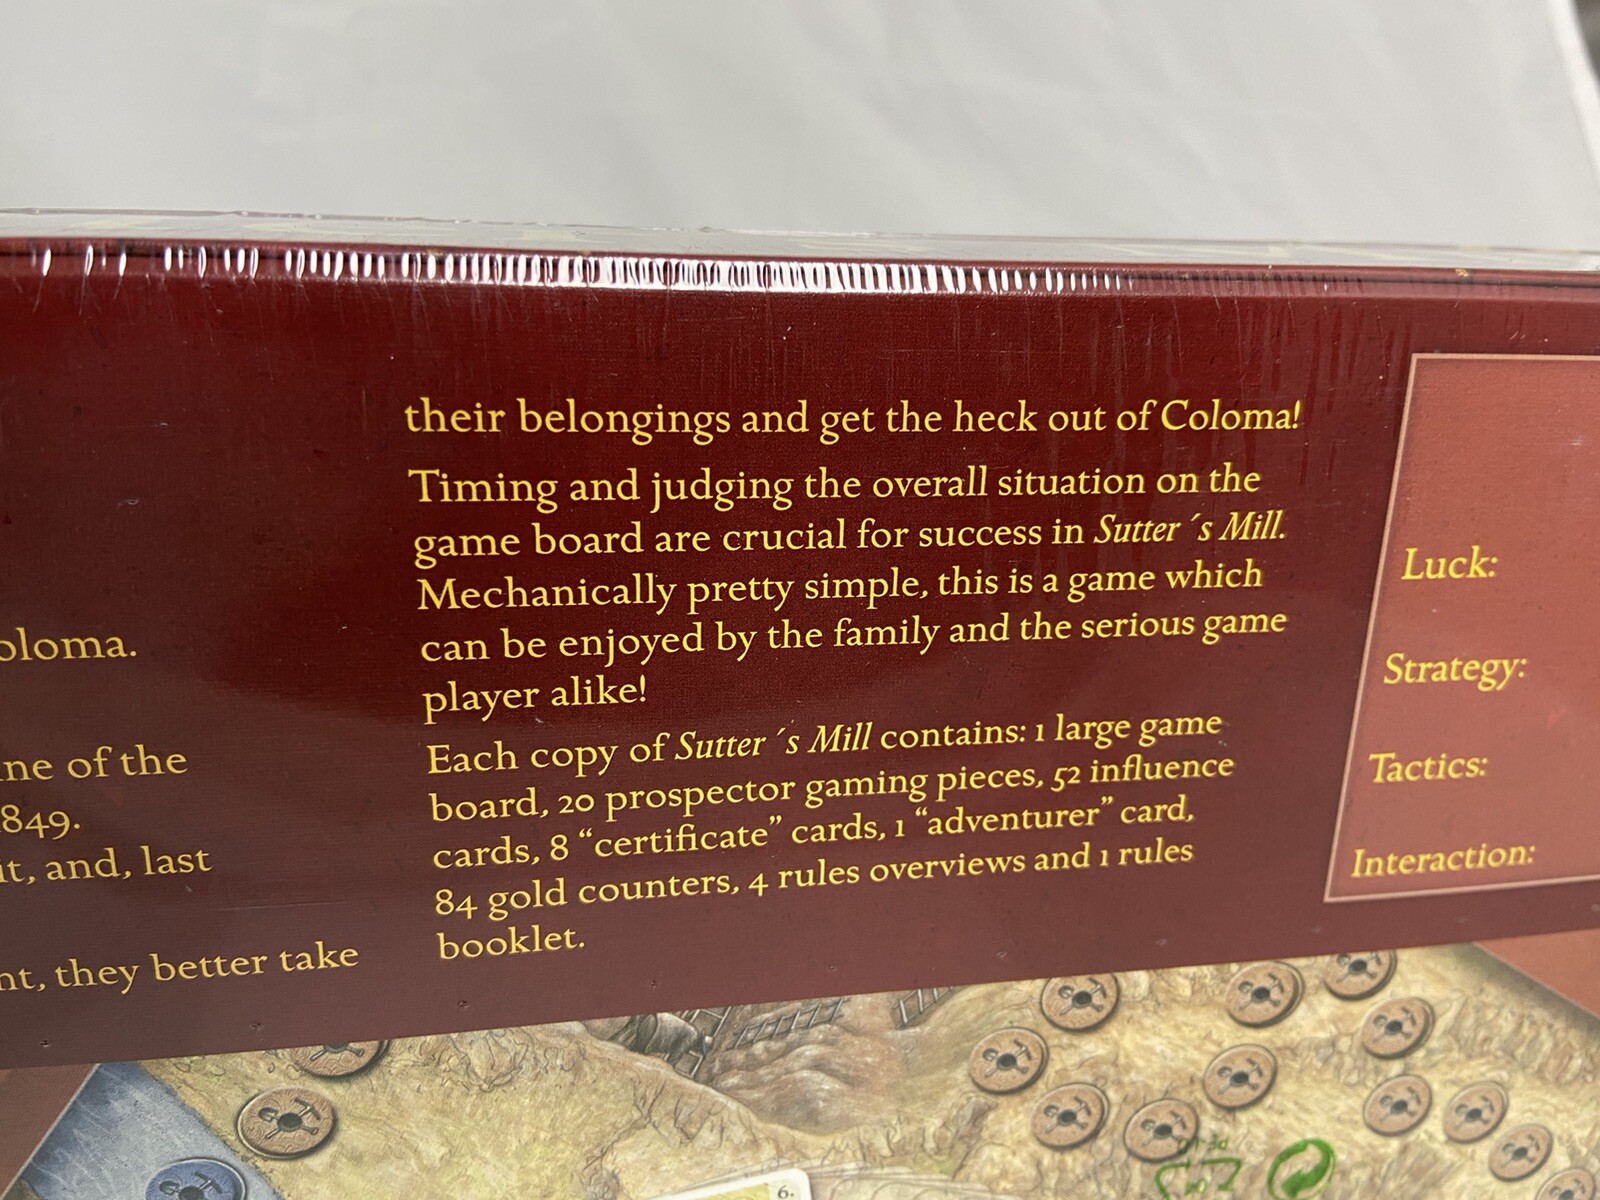 oloma.
ne of the
849.
it, and, last
nt, they better take
their belongings and get the heck out of Coloma!
Timing and judging the overall situation on the
game board are crucial for success in Sutter ´s Mill.
Mechanically pretty simple, this is a game which
can be enjoyed by the family and the serious game
player alike!
Each copy of Sutter ´s Mill contains: 1 large game
board, 20 prospector gaming pieces, 52 influence
cards, 8 “certificate” cards, 1 “adventurer” card,
84 gold counters, 4 rules overviews and 1 rules
booklet.
Luck:
Strategy:
Tactics:
Interaction:
6.